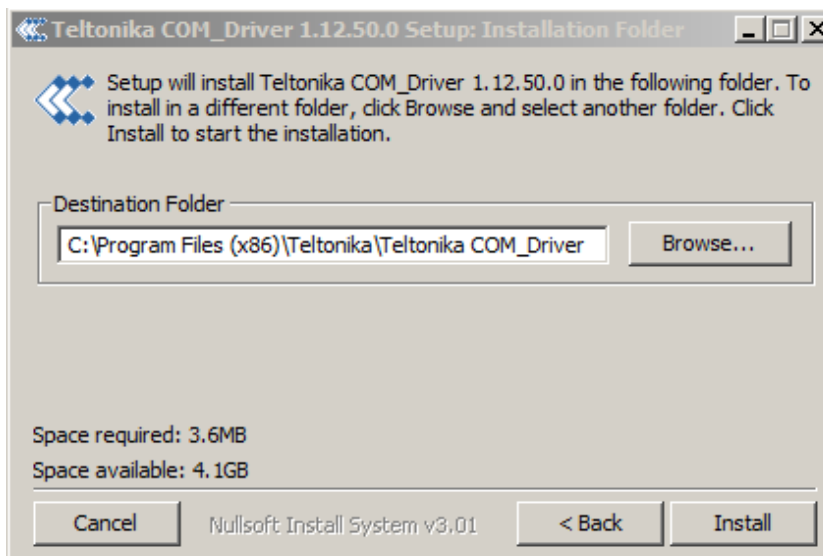 Teltonika COM_Driver 1.12.50.0 Setup: Installation Folder
Setup will install Teltonika COM_Driver 1.12.50.0 in the following folder. To
install in a different folder, click Browse and select another folder. Click
Install to start the installation.
Destination Folder
C:\Program Files (x86)\Teltonika\Teltonika COM_Driver
Browse...
Space required: 3.6MB
Space available: 4.1GB
Cancel
Nullsoft Install System v3.01
< Back
Install